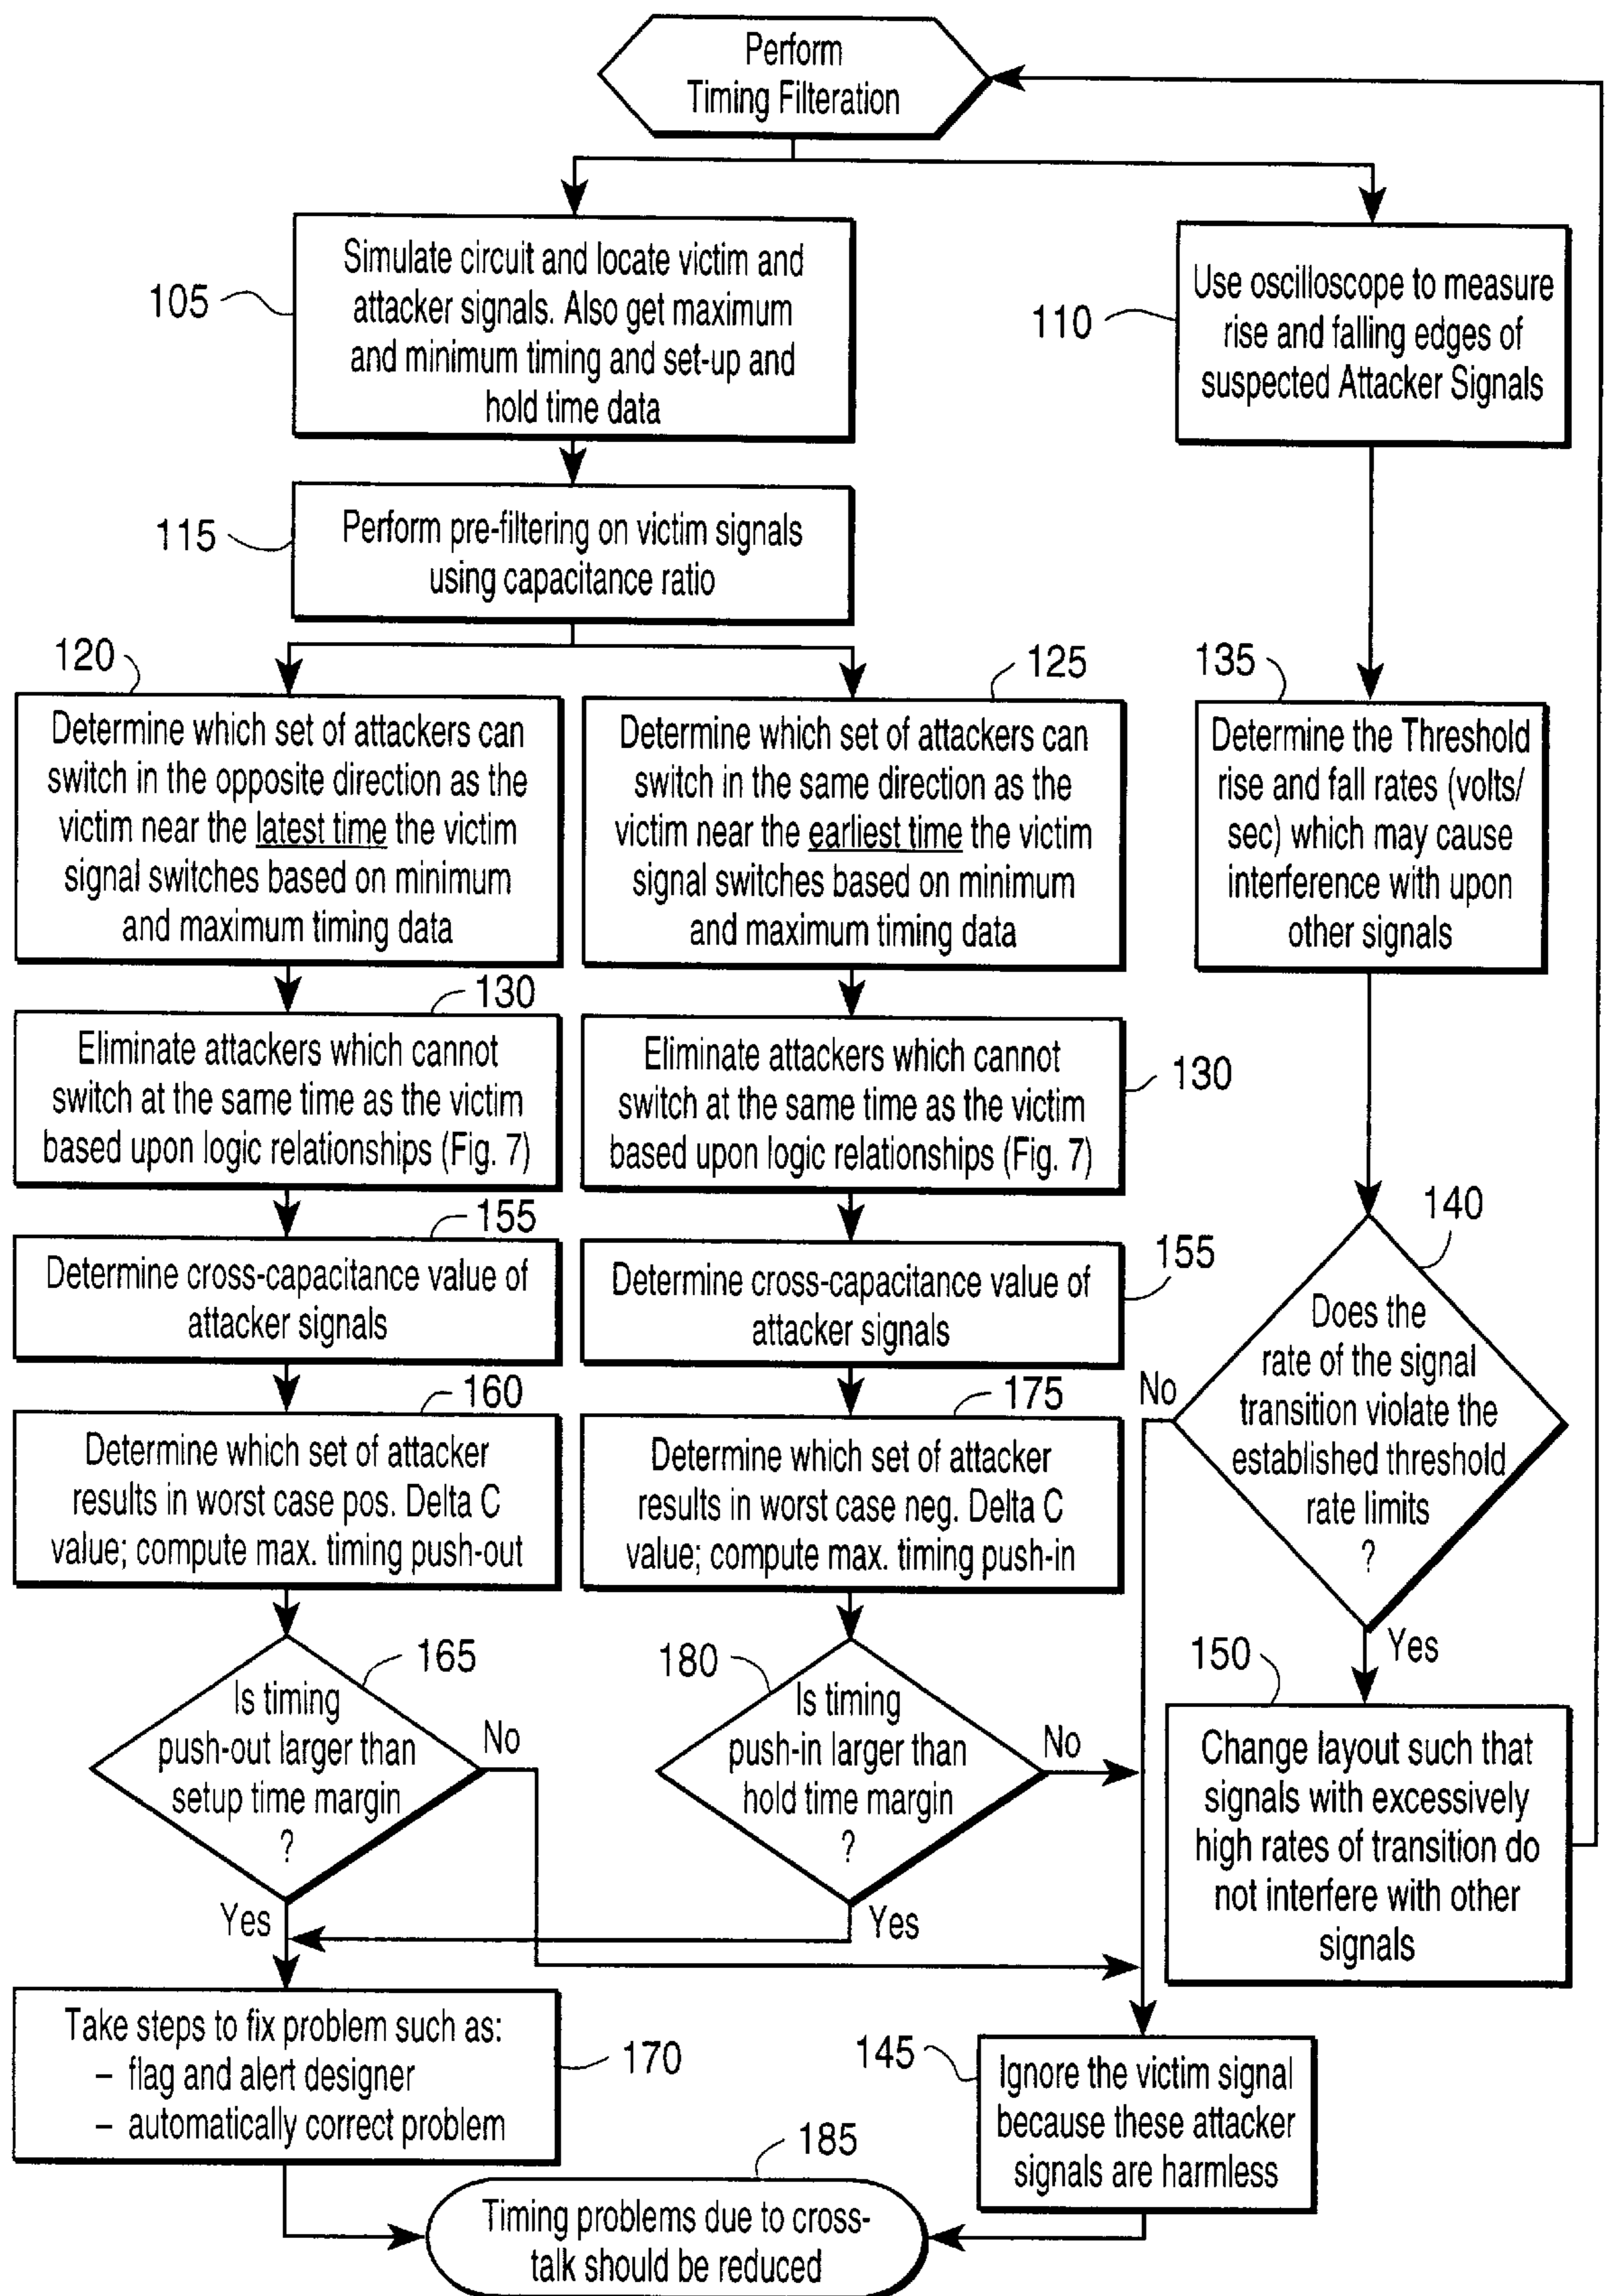 Perform
Timing Filteration
105
Simulate circuit and locate victim and
attacker signals. Also get maximum
and minimum timing and set-up and
hold time data
110
Use oscilloscope to measure
rise and falling edges of
suspected Attacker Signals
115
Perform pre-filtering on victim signals
using capacitance ratio
120
Determine which set of attackers can
switch in the opposite direction as the
victim near the latest time the victim
signal switches based on minimum
and maximum timing data
125
Determine which set of attackers can
switch in the same direction as the
victim near the earliest time the victim
signal switches based on minimum
and maximum timing data
135
Determine the Threshold
rise and fall rates (volts/
sec) which may cause
interference with upon
other signals
130
Eliminate attackers which cannot
switch at the same time as the victim
based upon logic relationships (Fig. 7)
130
Eliminate attackers which cannot
switch at the same time as the victim
based upon logic relationships (Fig. 7)
155
Determine cross-capacitance value of
attacker signals
155
Determine cross-capacitance value of
attacker signals
140
Does the
rate of the signal
transition violate the
established threshold
rate limits
?
No
Yes
160
Determine which set of attacker
results in worst case pos. Delta C
value; compute max. timing push-out
175
Determine which set of attacker
results in worst case neg. Delta C
value; compute max. timing push-in
165
Is timing
push-out larger than
setup time margin
?
No
Yes
180
Is timing
push-in larger than
hold time margin
?
No
Yes
150
Change layout such that
signals with excessively
high rates of transition do
not interfere with other
signals
170
Take steps to fix problem such as:
– flag and alert designer
– automatically correct problem
145
Ignore the victim signal
because these attacker
signals are harmless
185
Timing problems due to cross-
talk should be reduced